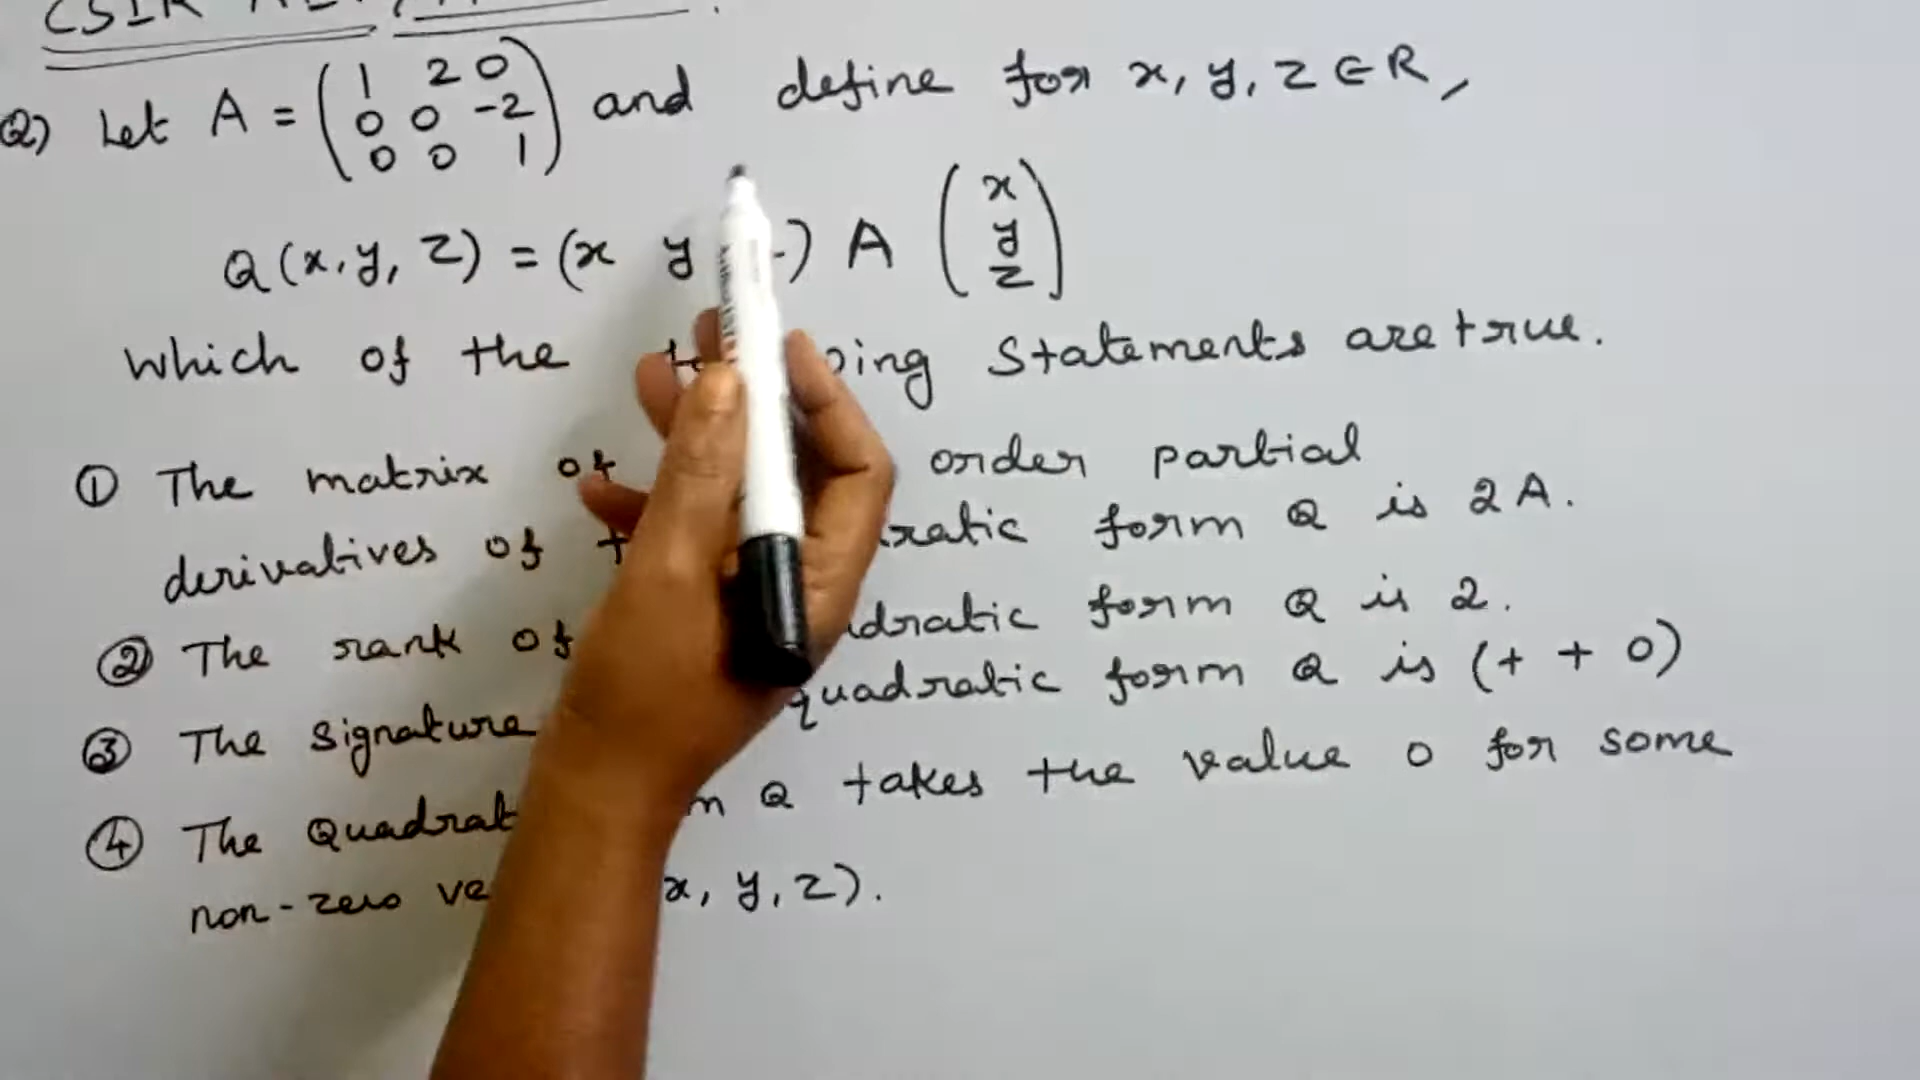 CSIR
Q) Let A = (1 2 0
0 0 -2
0 0 1) and define for x, y, z ∈ R,
Q(x, y, z) = (x y ) A (x
y
z)
which of the ing Statements are true.
① The matrix of order partial
derivatives of ratic form Q is 2A.
② The rank of adratic form Q is 2.
③ The signature quadratic form Q is (+ + 0)
④ The Quadrat m Q takes the value 0 for some
non-zero ve x, y, z).